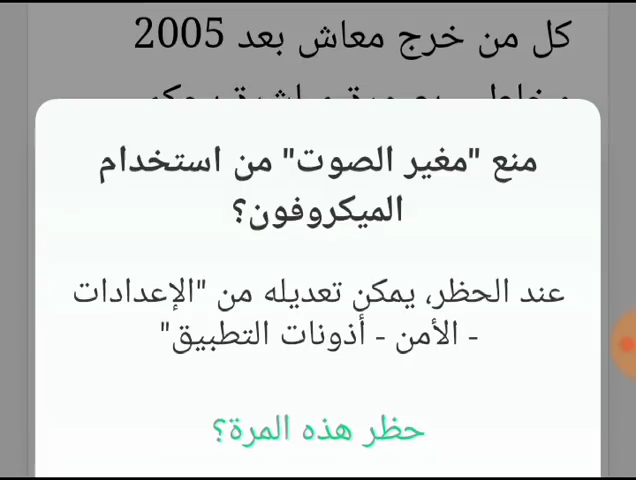 كل من خرج معاش بعد 2005
منع "مغير الصوت" من استخدام
الميكروفون؟
عند الحظر، يمكن تعديله من "الإعدادات
- الأمن - أذونات التطبيق"
حظر هذه المرة؟